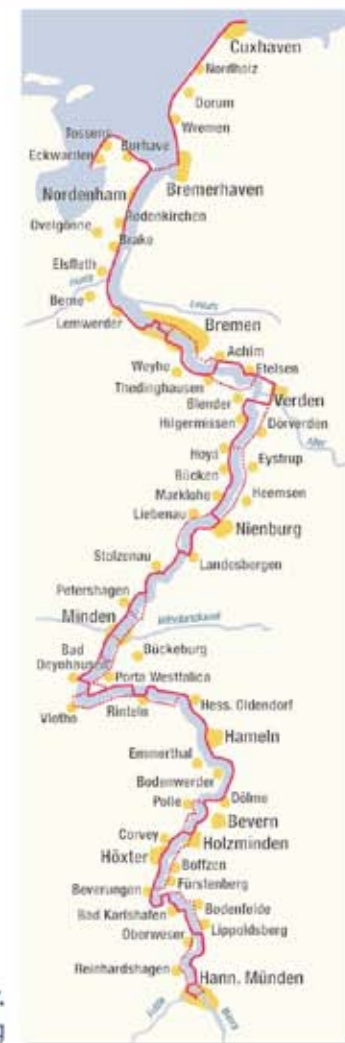 Cuxhaven
Nordholz
Dorum
Wremen
Tossens
Burhave
Eckwarden
Bremerhaven
Nordenham
Rodenkirchen
Ovelgönne
Brake
Elsfleth
Hunte
Berne
Lesum
Lemwerder
Bremen
Achim
Weyhe
Etelsen
Thedinghausen
Verden
Blender
Hilgermissen
Dörverden
Aller
Hoya
Eystrup
Bücken
Marklohe
Heemsen
Liebenau
Nienburg
Stolzenau
Landesbergen
Petershagen
Minden
Mittellandkanal
Bad
Oeynhausen
Bückeburg
Porta Westfalica
Vlotho
Rinteln
Hess. Oldendorf
Hameln
Emmerthal
Bodenwerder
Polle
Dölme
Bevern
Corvey
Holzminden
Höxter
Boffzen
Fürstenberg
Beverungen
Bad Karlshafen
Bodenfelde
Lippoldsberg
Oberweser
Reinhardshagen
Hann. Münden
Fulda
Werra